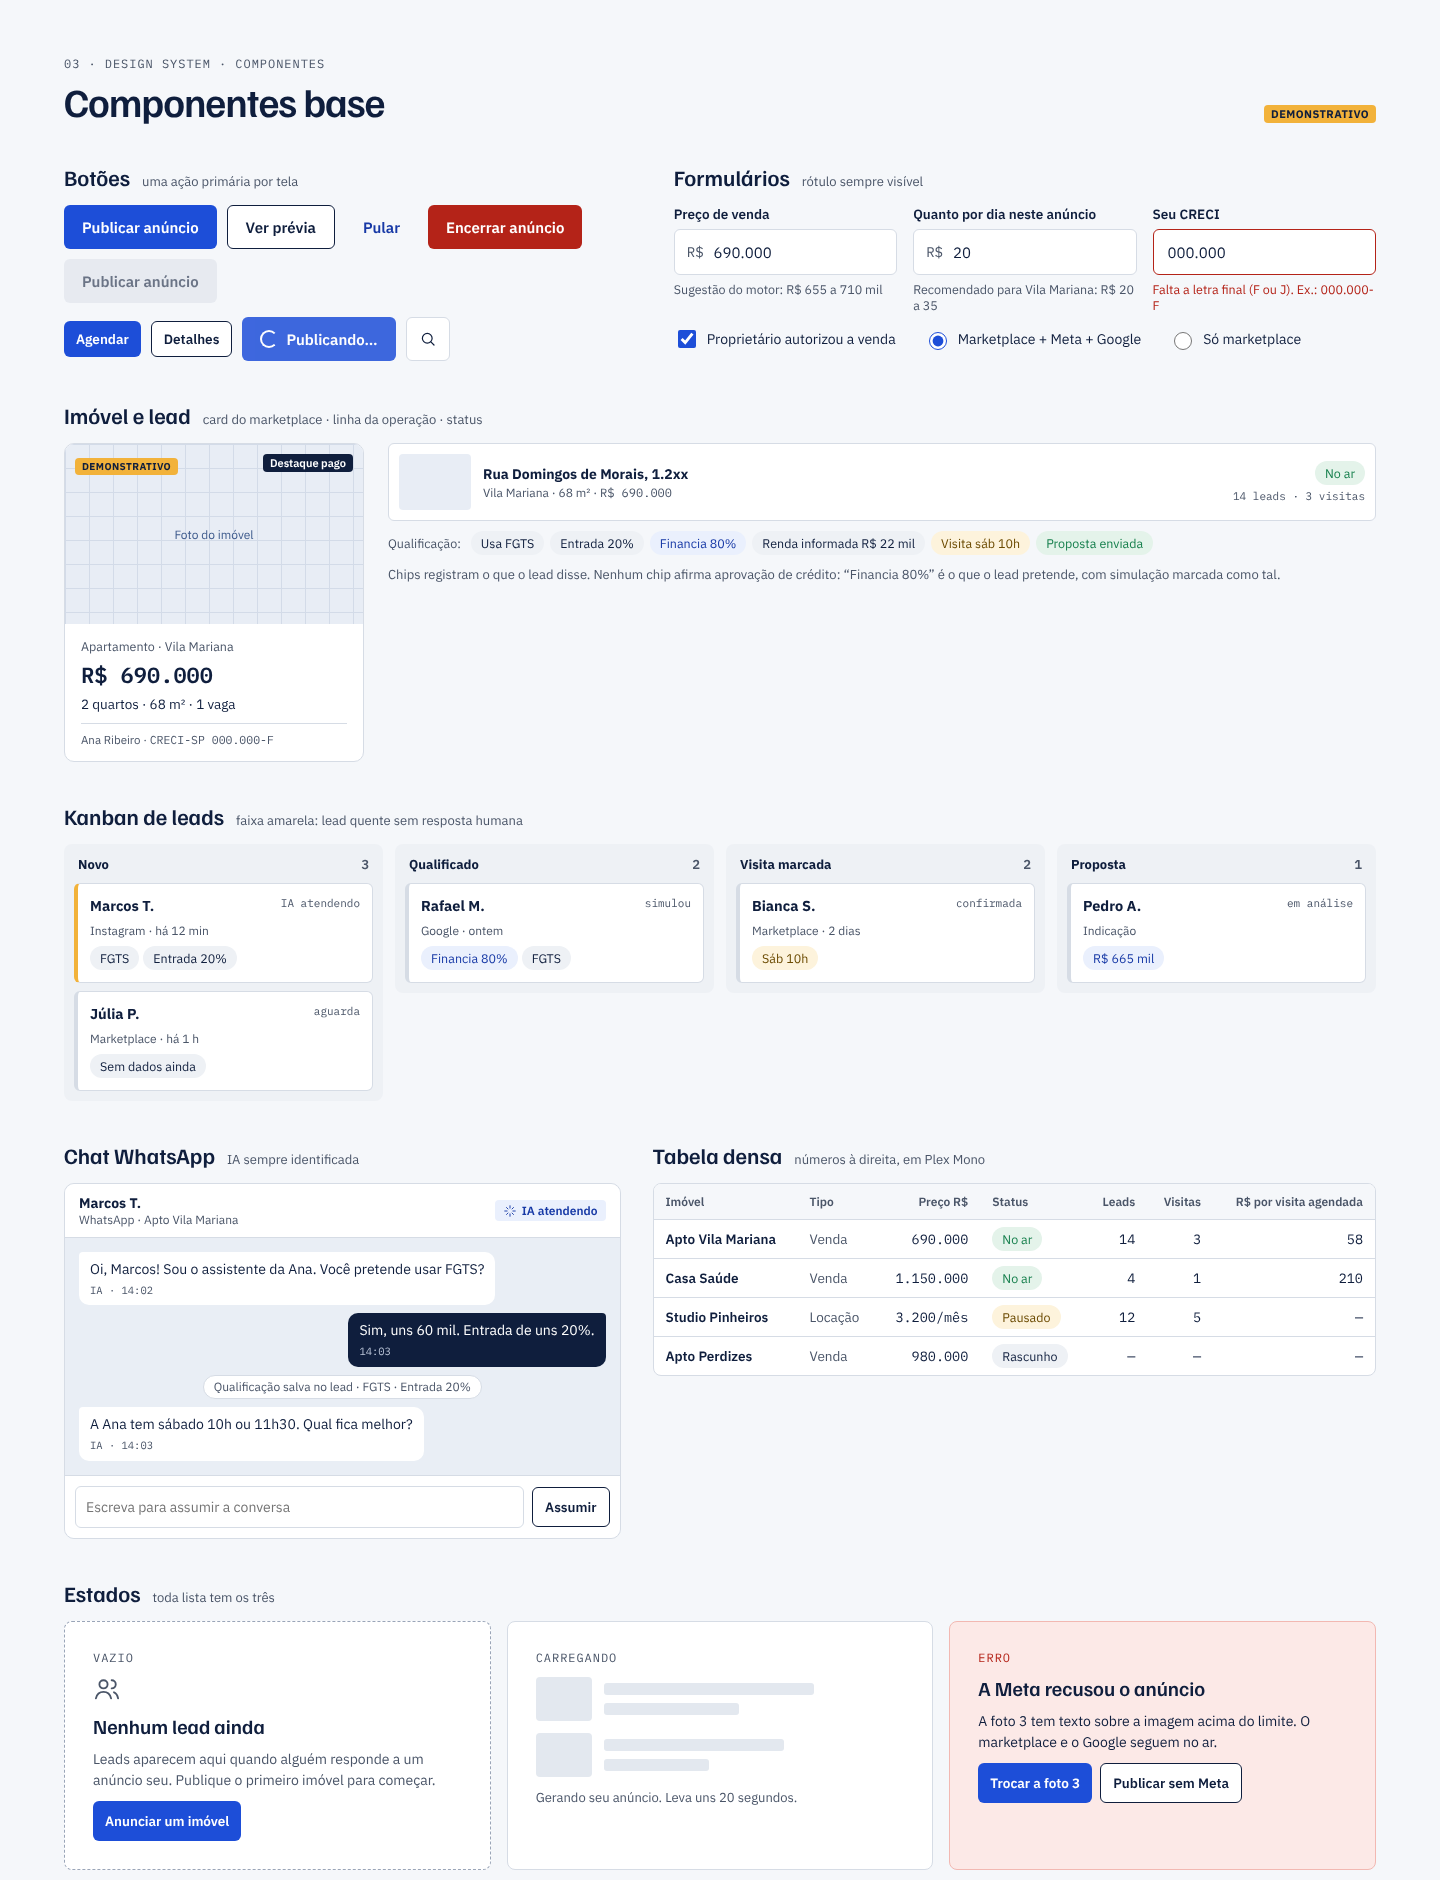 03 · DESIGN SYSTEM · COMPONENTES
Componentes base
DEMONSTRATIVO
Botões uma ação primária por tela
Publicar anúncio Ver prévia Pular Encerrar anúncio
Publicar anúncio
Agendar Detalhes Publicando...
Formulários rótulo sempre visível
Preço de venda
R$ 690.000
Sugestão do motor: R$ 655 a 710 mil
Quanto por dia neste anúncio
R$ 20
Recomendado para Vila Mariana: R$ 20
a 35
Seu CRECI
000.000
Falta a letra final (F ou J). Ex.: 000.000-
F
Proprietário autorizou a venda Marketplace + Meta + Google Só marketplace
Imóvel e lead card do marketplace · linha da operação · status
DEMONSTRATIVO Destaque pago
Foto do imóvel
Apartamento · Vila Mariana
R$ 690.000
2 quartos · 68 m² · 1 vaga
Ana Ribeiro · CRECI-SP 000.000-F
Rua Domingos de Morais, 1.2xx
Vila Mariana · 68 m² · R$ 690.000
No ar
14 leads · 3 visitas
Qualificação: Usa FGTS Entrada 20% Financia 80% Renda informada R$ 22 mil Visita sáb 10h Proposta enviada
Chips registram o que o lead disse. Nenhum chip afirma aprovação de crédito: “Financia 80%” é o que o lead pretende, com simulação marcada como tal.
Kanban de leads faixa amarela: lead quente sem resposta humana
Novo 3
Marcos T. IA atendendo
Instagram · há 12 min
FGTS Entrada 20%
Júlia P. aguarda
Marketplace · há 1 h
Sem dados ainda
Qualificado 2
Rafael M. simulou
Google · ontem
Financia 80% FGTS
Visita marcada 2
Bianca S. confirmada
Marketplace · 2 dias
Sáb 10h
Proposta 1
Pedro A. em análise
Indicação
R$ 665 mil
Chat WhatsApp IA sempre identificada
Marcos T.
WhatsApp · Apto Vila Mariana
IA atendendo
Oi, Marcos! Sou o assistente da Ana. Você pretende usar FGTS?
IA · 14:02
Sim, uns 60 mil. Entrada de uns 20%.
14:03
Qualificação salva no lead · FGTS · Entrada 20%
A Ana tem sábado 10h ou 11h30. Qual fica melhor?
IA · 14:03
Escreva para assumir a conversa Assumir
Tabela densa números à direita, em Plex Mono
Imóvel Tipo Preço R$ Status Leads Visitas R$ por visita agendada
Apto Vila Mariana Venda 690.000 No ar 14 3 58
Casa Saúde Venda 1.150.000 No ar 4 1 210
Studio Pinheiros Locação 3.200/mês Pausado 12 5 –
Apto Perdizes Venda 980.000 Rascunho – – –
Estados toda lista tem os três
VAZIO
Nenhum lead ainda
Leads aparecem aqui quando alguém responde a um
anúncio seu. Publique o primeiro imóvel para começar.
Anunciar um imóvel
CARREGANDO
Gerando seu anúncio. Leva uns 20 segundos.
ERRO
A Meta recusou o anúncio
A foto 3 tem texto sobre a imagem acima do limite. O
marketplace e o Google seguem no ar.
Trocar a foto 3 Publicar sem Meta